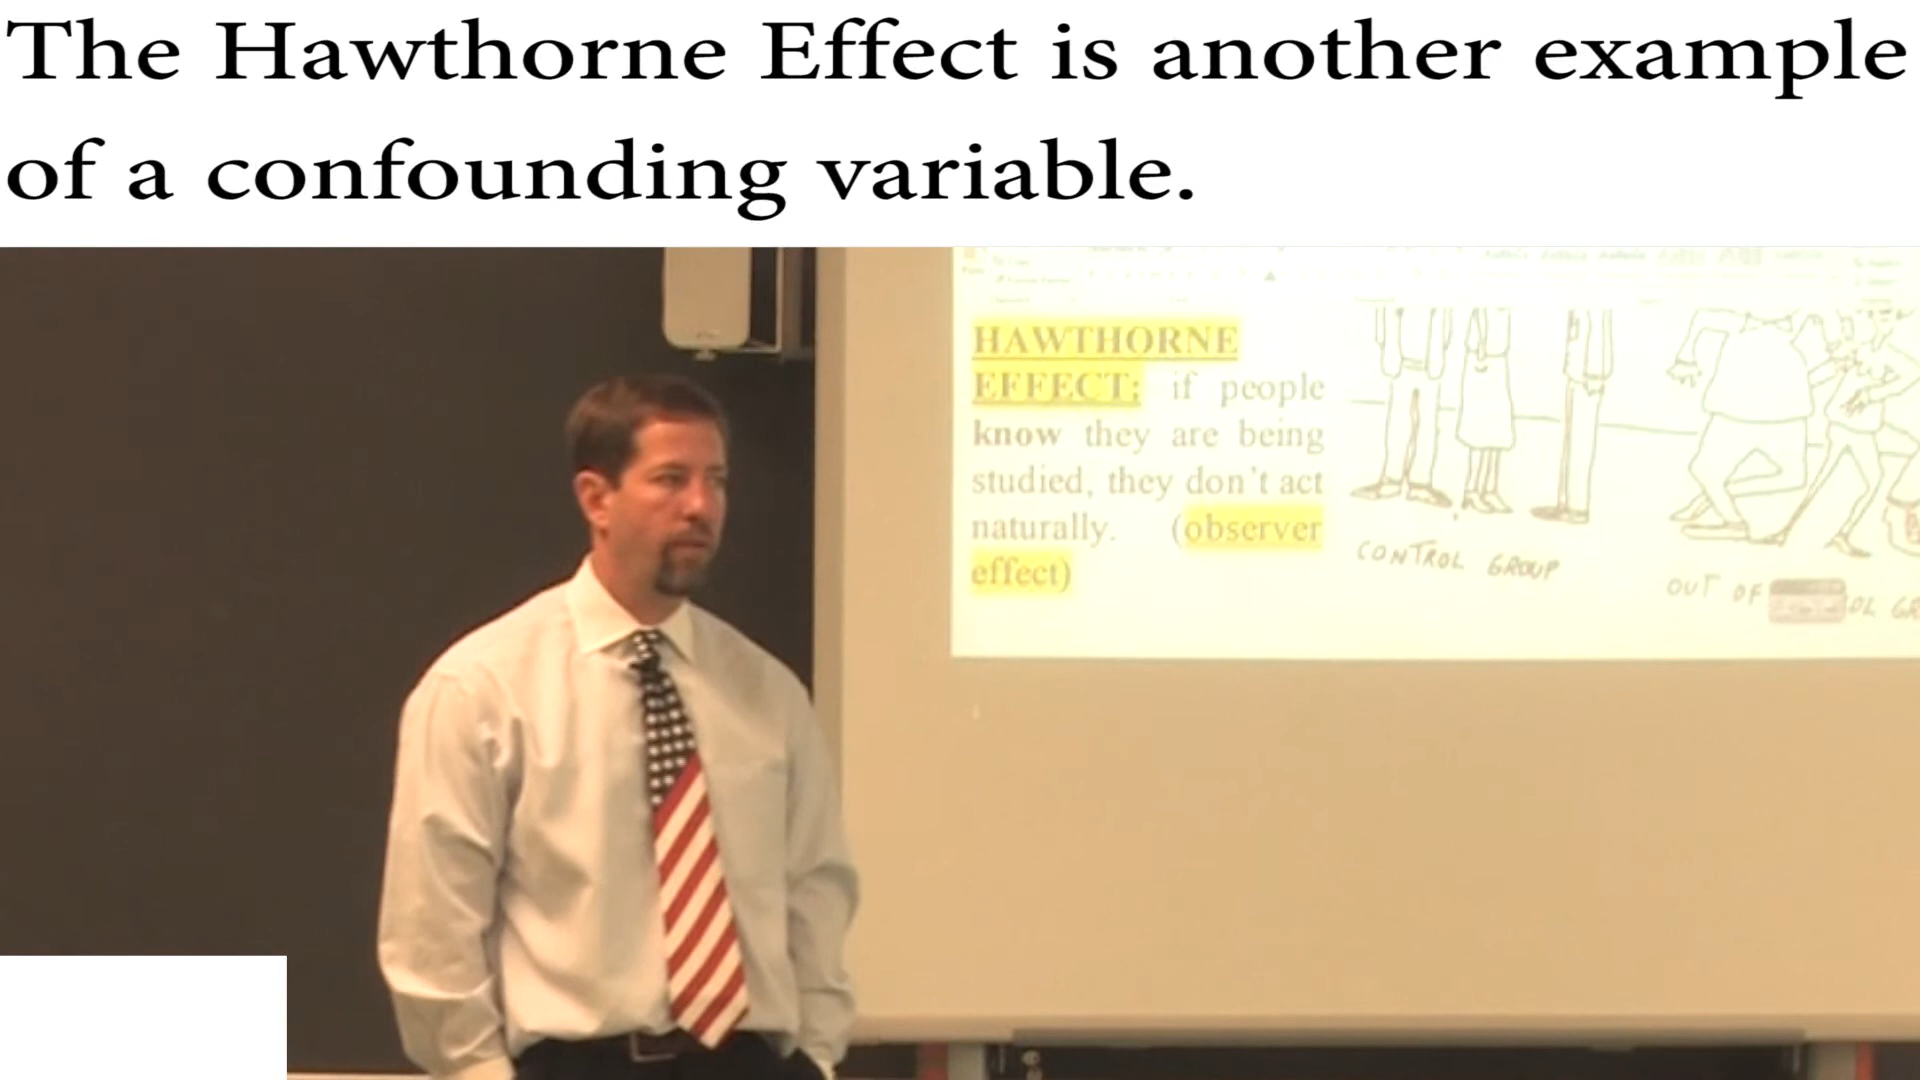 The Hawthorne Effect is another example
of a confounding variable.
HAWTHORNE
EFFECT: if people
know they are being
studied, they don't act
naturally. (observer
effect)
CONTROL GROUP
OUT OF